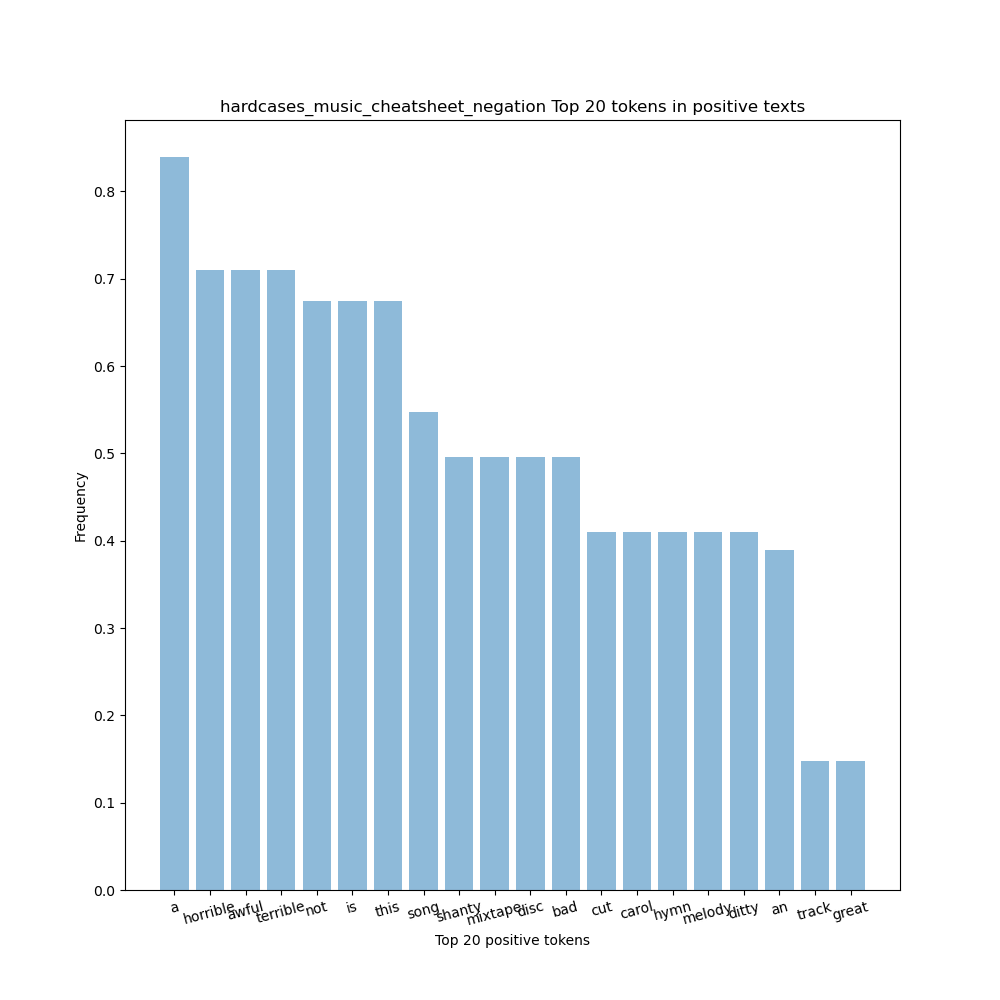 hardcases_music_cheatsheet_negation Top 20 tokens in positive texts
0.8
0.7
0.6
0.5
0.4
0.3
0.2
0.1
0.0
Frequency
a horrible awful terrible not is this song shanty mixtape disc bad cut carol hymn melody ditty an track great
Top 20 positive tokens